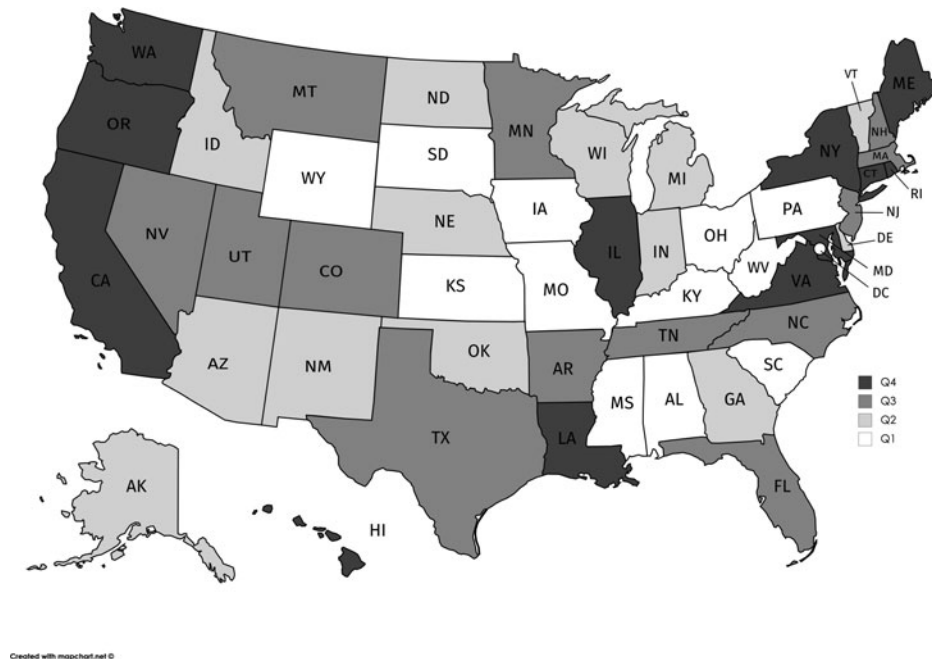 WA
MT
ND
MN
VT
ME
OR
ID
SD
WI
NY
NH
MA
CT
RI
WY
MI
IA
NE
PA
NJ
NV
UT
CO
IL
IN
OH
DE
MD
DC
CA
KS
MO
WV
VA
KY
NC
TN
AZ
NM
OK
AR
SC
MS
AL
GA
TX
LA
FL
AK
HI
Q4
Q3
Q2
Q1
Created with mapchart.net ©